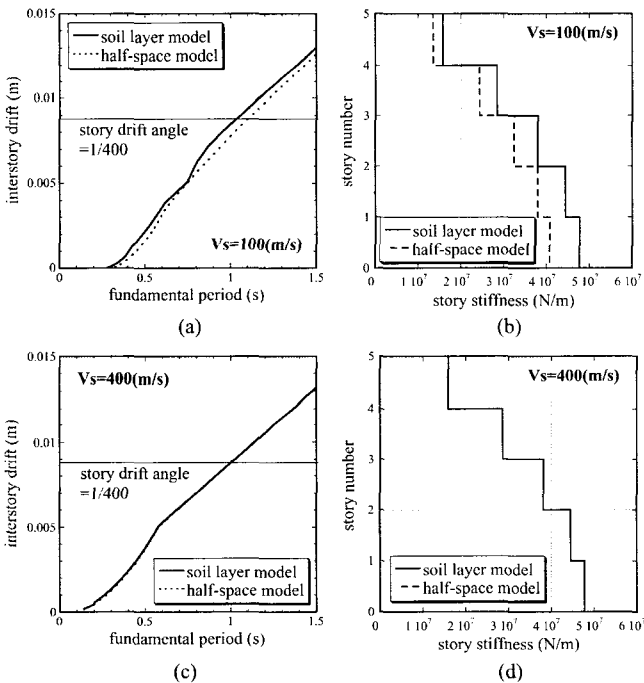 (a)
soil layer model
half-space model
interstory drift (m)
0.015
0.01
0.005
0
story drift angle
=1/400
Vs=100(m/s)
0 0.5 1 1.5
fundamental period (s)
(b)
Vs=100(m/s)
story number
5
4
3
2
1
0
soil layer model
half-space model
0 1 10⁷ 2 10⁷ 3 10⁷ 4 10⁷ 5 10⁷ 6 10⁷
story stiffness (N/m)
(a)
(b)
Vs=400(m/s)
interstory drift (m)
0.015
0.01
0.005
0
story drift angle
=1/400
soil layer model
half-space model
0 0.5 1 1.5
fundamental period (s)
Vs=400(m/s)
story number
5
4
3
2
1
0
soil layer model
half-space model
0 1 10⁷ 2 10⁷ 3 10⁷ 4 10⁷ 5 10⁷ 6 10⁷
story stiffness (N/m)
(c)
(d)